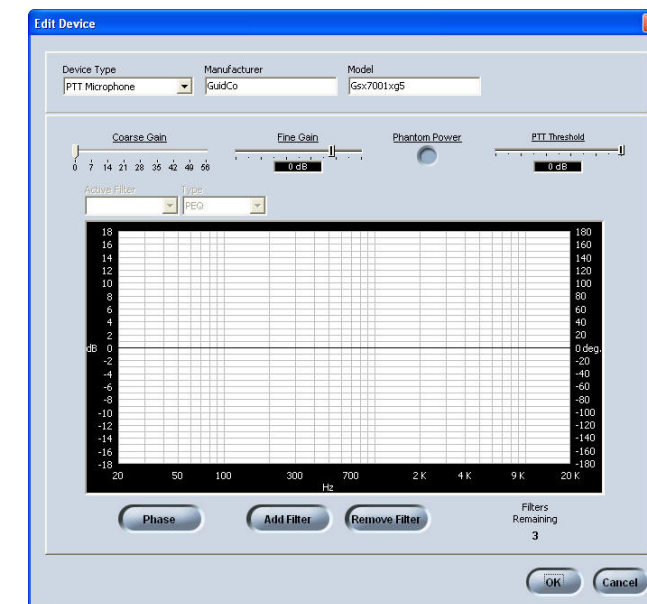 Edit Device
Device Type Manufacturer Model
PTT Microphone GuidCo Gsx7001xg5
Coarse Gain Fine Gain Phantom Power PTT Threshold
0 7 14 21 28 35 42 49 56
0 dB 0 dB
Active Filter Type
PEQ
18 180
16 160
14 140
12 120
10 100
8 80
6 60
4 40
2 20
dB 0 0 deg.
-2 -20
-4 -40
-6 -60
-8 -80
-10 -100
-12 -120
-14 -140
-16 -160
-18 -180
20 50 100 300 700 2 K 4 K 9 K 20 K
Hz
Phase Add Filter Remove Filter Filters
Remaining
3
OK Cancel